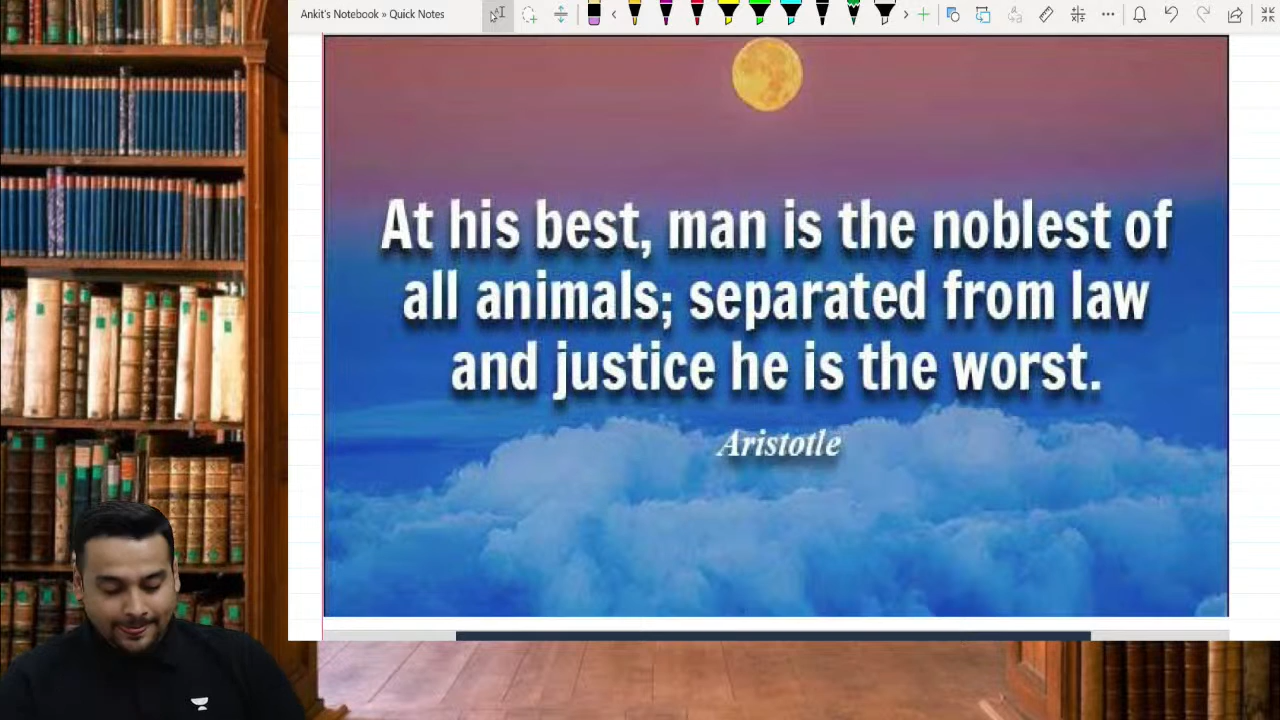 Ankit's Notebook » Quick Notes
At his best, man is the noblest of
all animals; separated from law
and justice he is the worst.
Aristotle